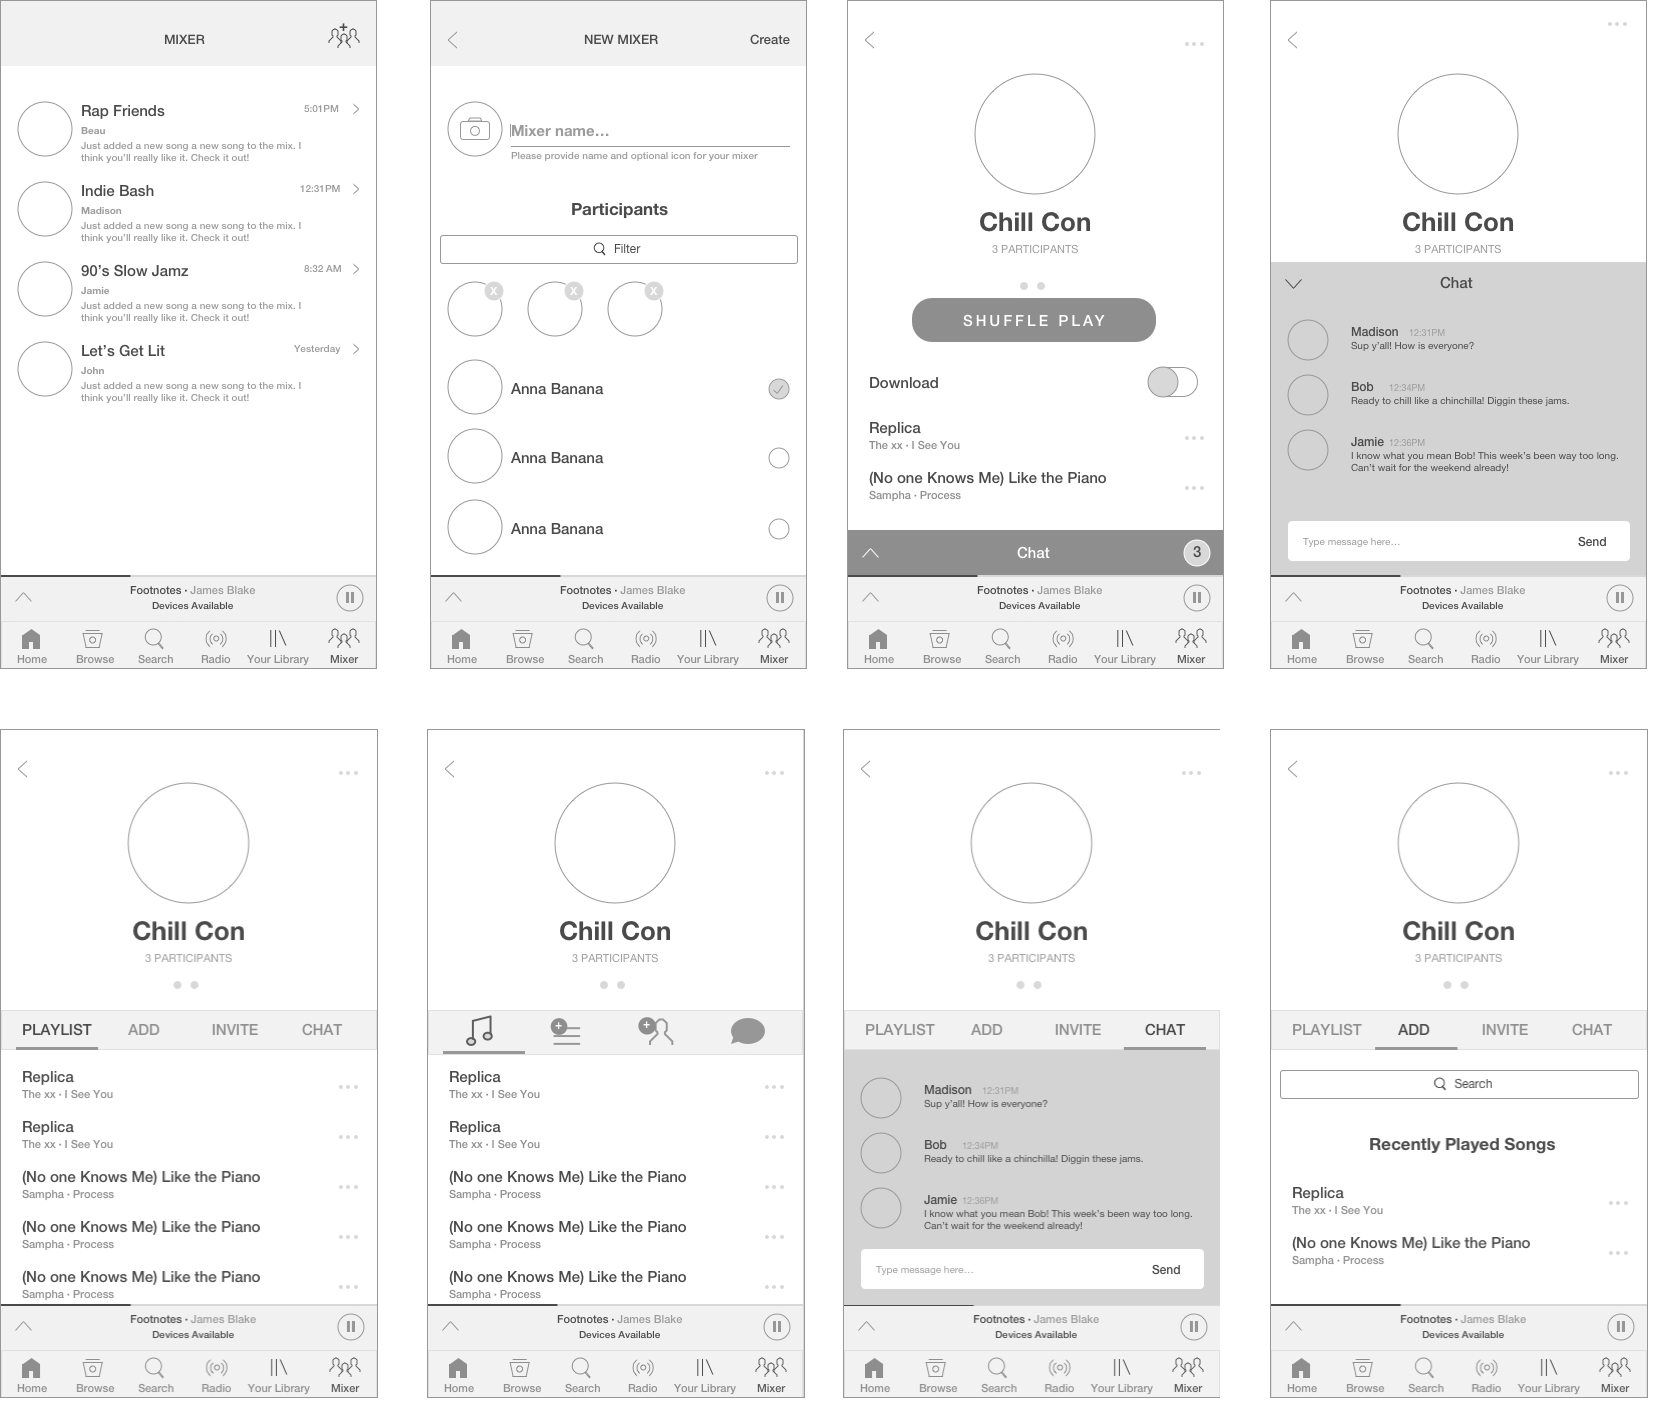 MIXER
Rap Friends 5:01PM
Beau
Just added a new song a new song to the mix. I
think you'll really like it. Check it out!
Indie Bash 12:31PM
Madison
Just added a new song a new song to the mix. I
think you'll really like it. Check it out!
90's Slow Jamz 8:32 AM
Jamie
Just added a new song a new song to the mix. I
think you'll really like it. Check it out!
Let's Get Lit Yesterday
John
Just added a new song a new song to the mix. I
think you'll really like it. Check it out!
Footnotes • James Blake
Devices Available
Home Browse Search Radio Your Library Mixer
NEW MIXER Create
Mixer name...
Please provide name and optional icon for your mixer
Participants
Filter
X X X
Anna Banana
Anna Banana
Anna Banana
Footnotes • James Blake
Devices Available
Home Browse Search Radio Your Library Mixer
Chill Con
3 PARTICIPANTS
SHUFFLE PLAY
Download
Replica
The xx · I See You
(No one Knows Me) Like the Piano
Sampha · Process
Chat 3
Footnotes • James Blake
Devices Available
Home Browse Search Radio Your Library Mixer
Chill Con
3 PARTICIPANTS
Chat
Madison 12:31PM
Sup y'all! How is everyone?
Bob 12:34PM
Ready to chill like a chinchilla! Diggin these jams.
Jamie 12:36PM
I know what you mean Bob! This week's been way too long.
Can't wait for the weekend already!
Type message here... Send
Footnotes • James Blake
Devices Available
Home Browse Search Radio Your Library Mixer
Chill Con
3 PARTICIPANTS
PLAYLIST ADD INVITE CHAT
Replica
The xx · I See You
Replica
The xx · I See You
(No one Knows Me) Like the Piano
Sampha · Process
(No one Knows Me) Like the Piano
Sampha · Process
(No one Knows Me) Like the Piano
Sampha · Process
Footnotes • James Blake
Devices Available
Home Browse Search Radio Your Library Mixer
Chill Con
3 PARTICIPANTS
Replica
The xx · I See You
Replica
The xx · I See You
(No one Knows Me) Like the Piano
Sampha · Process
(No one Knows Me) Like the Piano
Sampha · Process
(No one Knows Me) Like the Piano
Sampha · Process
Footnotes • James Blake
Devices Available
Home Browse Search Radio Your Library Mixer
Chill Con
3 PARTICIPANTS
PLAYLIST ADD INVITE CHAT
Madison 12:31PM
Sup y'all! How is everyone?
Bob 12:34PM
Ready to chill like a chinchilla! Diggin these jams.
Jamie 12:36PM
I know what you mean Bob! This week's been way too long.
Can't wait for the weekend already!
Type message here... Send
Footnotes • James Blake
Devices Available
Home Browse Search Radio Your Library Mixer
Chill Con
3 PARTICIPANTS
PLAYLIST ADD INVITE CHAT
Search
Recently Played Songs
Replica
The xx · I See You
(No one Knows Me) Like the Piano
Sampha · Process
Footnotes • James Blake
Devices Available
Home Browse Search Radio Your Library Mixer